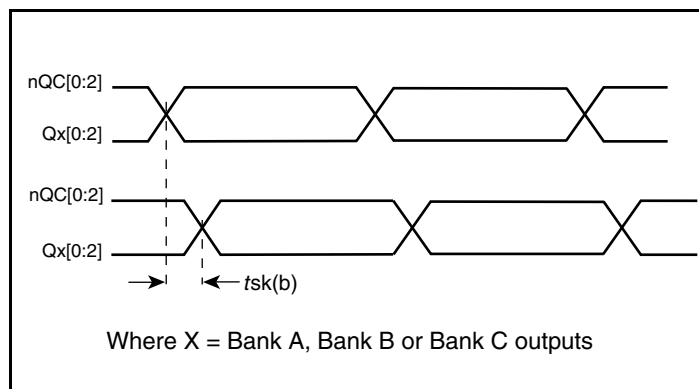 nQC[0:2]
Qx[0:2]
nQC[0:2]
Qx[0:2]
tsk(b)
Where X = Bank A, Bank B or Bank C outputs